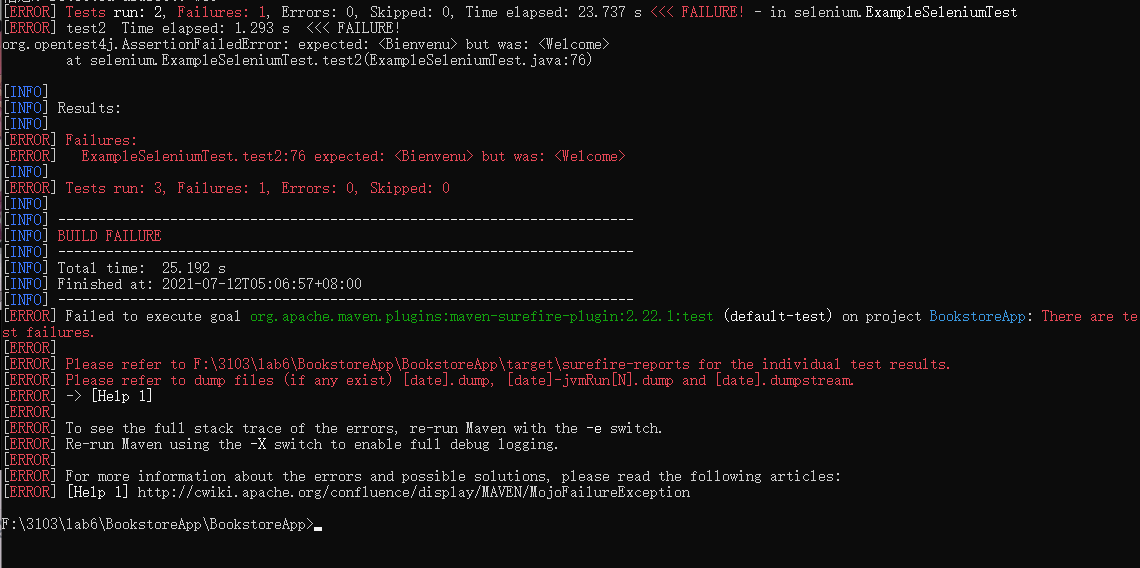 [ERROR] Tests run: 2, Failures: 1, Errors: 0, Skipped: 0, Time elapsed: 23.737 s <<< FAILURE! - in selenium.ExampleSeleniumTest
[ERROR] test2  Time elapsed: 1.293 s  <<< FAILURE!
org.opentest4j.AssertionFailedError: expected: <Bienvenu> but was: <Welcome>
        at selenium.ExampleSeleniumTest.test2(ExampleSeleniumTest.java:76)
[INFO]
[INFO] Results:
[INFO]
[ERROR] Failures:
[ERROR]   ExampleSeleniumTest.test2:76 expected: <Bienvenu> but was: <Welcome>
[INFO]
[ERROR] Tests run: 3, Failures: 1, Errors: 0, Skipped: 0
[INFO]
[INFO] ------------------------------------------------------------------------
[INFO] BUILD FAILURE
[INFO] ------------------------------------------------------------------------
[INFO] Total time:  25.192 s
[INFO] Finished at: 2021-07-12T05:06:57+08:00
[INFO] ------------------------------------------------------------------------
[ERROR] Failed to execute goal org.apache.maven.plugins:maven-surefire-plugin:2.22.1:test (default-test) on project BookstoreApp: There are te
st failures.
[ERROR]
[ERROR] Please refer to F:\3103\lab6\BookstoreApp\BookstoreApp\target\surefire-reports for the individual test results.
[ERROR] Please refer to dump files (if any exist) [date].dump, [date]-jvmRun[N].dump and [date].dumpstream.
[ERROR] -> [Help 1]
[ERROR]
[ERROR] To see the full stack trace of the errors, re-run Maven with the -e switch.
[ERROR] Re-run Maven using the -X switch to enable full debug logging.
[ERROR]
[ERROR] For more information about the errors and possible solutions, please read the following articles:
[ERROR] [Help 1] http://cwiki.apache.org/confluence/display/MAVEN/MojoFailureException
F:\3103\lab6\BookstoreApp\BookstoreApp>